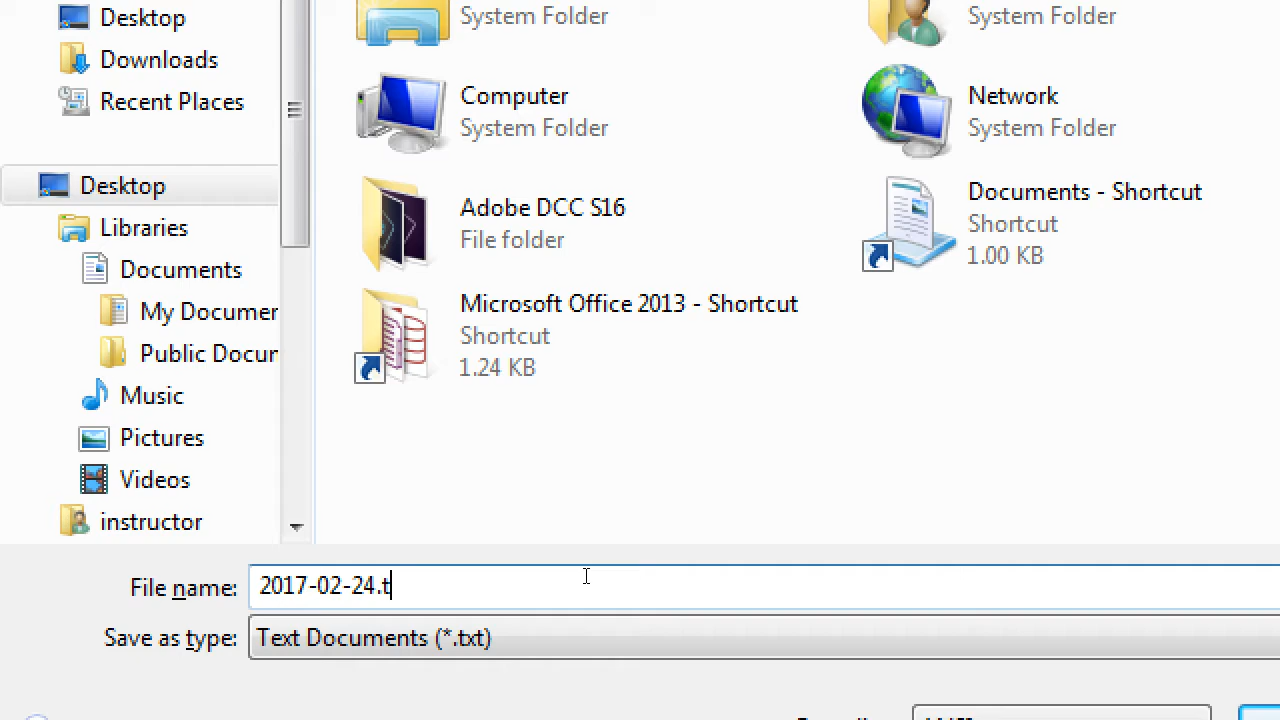 Desktop
Downloads
Recent Places
Desktop
Libraries
Documents
My Documer
Public Docur
Music
Pictures
Videos
instructor
System Folder
System Folder
Computer
System Folder
Network
System Folder
Adobe DCC S16
File folder
Documents - Shortcut
Shortcut
1.00 KB
Microsoft Office 2013 - Shortcut
Shortcut
1.24 KB
File name: 2017-02-24.t
Save as type: Text Documents (*.txt)